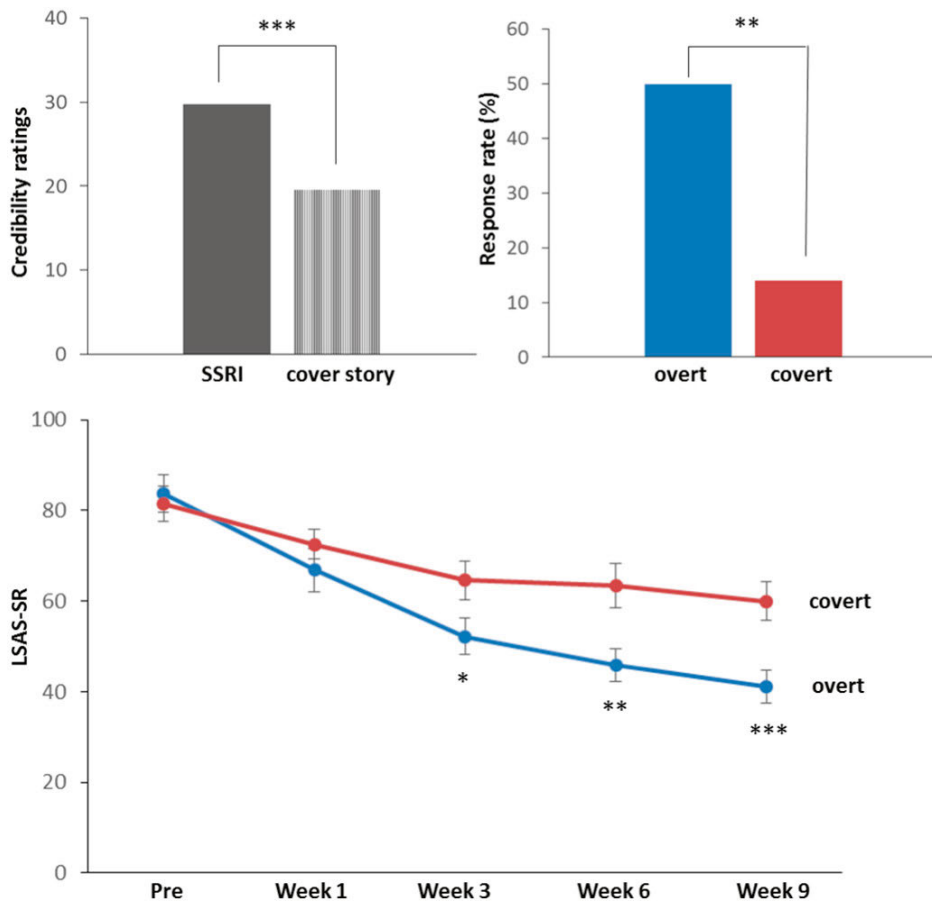 40
30
20
10
0
Credibility ratings
***
SSRI
cover story
60
50
40
30
20
10
0
Response rate (%)
**
overt
covert
100
80
60
40
20
0
LSAS-SR
covert
overt
*
**
***
Pre
Week 1
Week 3
Week 6
Week 9